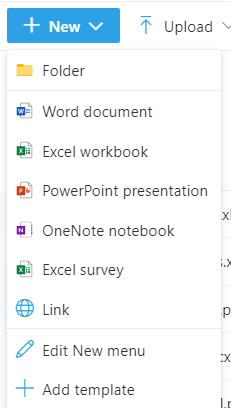 New
Upload
Folder
Word document
Excel workbook
PowerPoint presentation
OneNote notebook
Excel survey
Link
Edit New menu
Add template